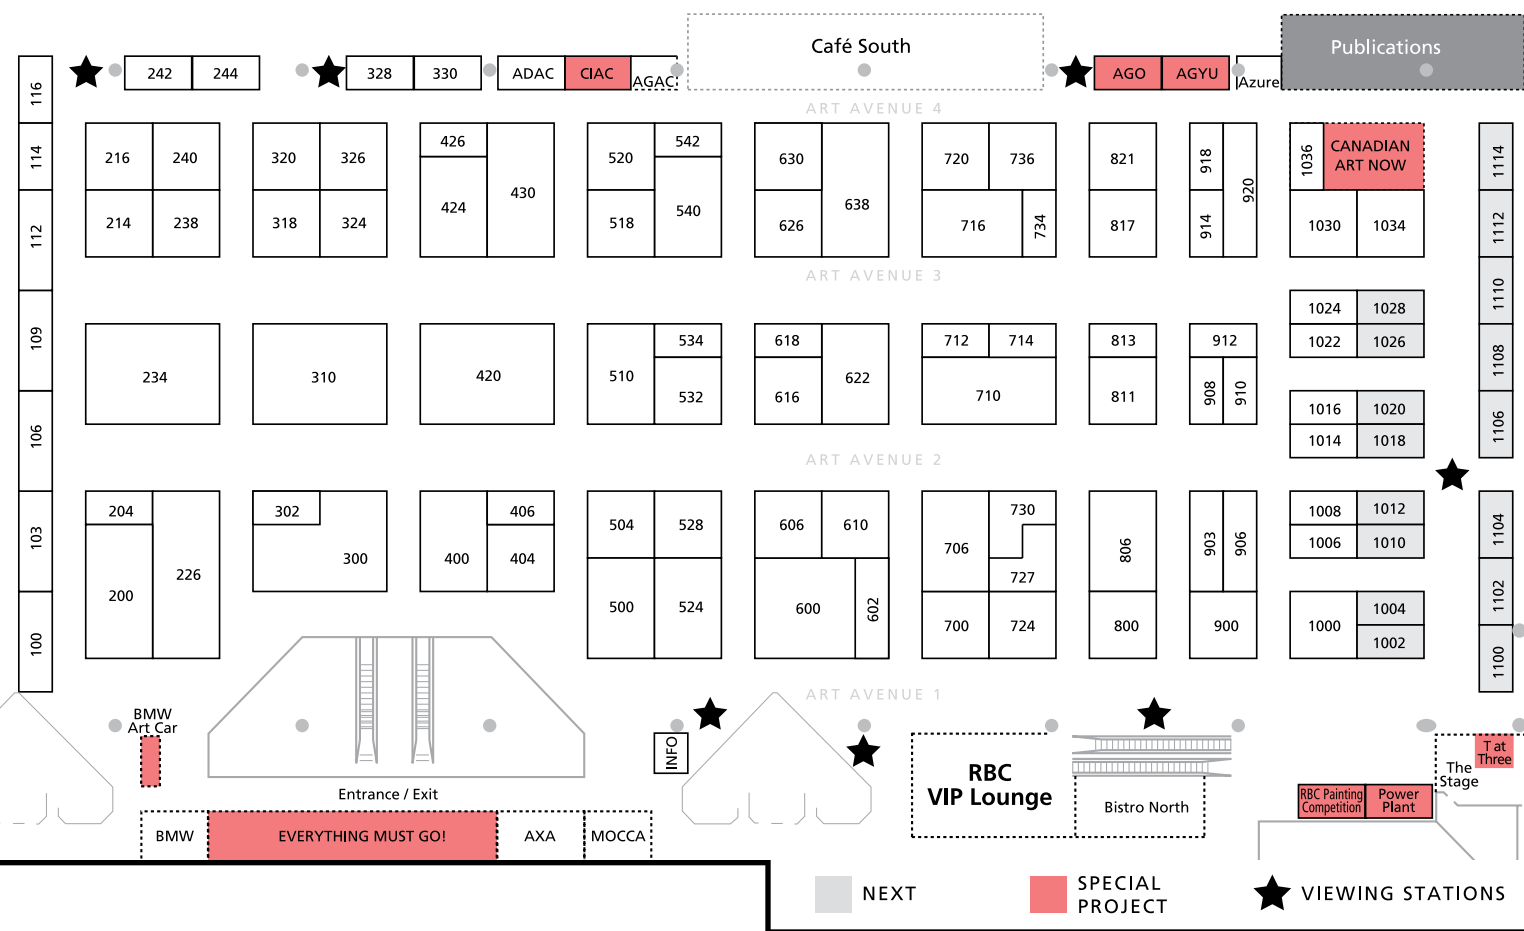 Café South
Publications
116
242
244
328
330
ADAC
CIAC
AGAC
AGO
AGYU
Azure
ART AVENUE 4
114
216
240
320
326
426
424
430
520
542
630
638
720
736
821
918
920
1036
CANADIAN
ART NOW
1114
112
214
238
318
324
518
540
626
716
734
817
914
1030
1034
1112
ART AVENUE 3
109
234
310
420
510
534
532
618
616
622
712
714
710
813
811
912
908
910
1024
1028
1022
1026
1110
1108
106
1016
1020
1014
1018
1106
ART AVENUE 2
103
204
200
226
302
300
400
406
404
504
528
500
524
606
610
600
602
706
730
727
700
724
806
800
903
906
900
1008
1012
1006
1010
1000
1004
1002
1104
1102
1100
100
ART AVENUE 1
BMW
Art Car
INFO
RBC
VIP Lounge
Bistro North
The
Stage
T at
Three
RBC Painting
Competition
Power
Plant
Entrance / Exit
BMW
EVERYTHING MUST GO!
AXA
MOCCA
NEXT
SPECIAL
PROJECT
VIEWING STATIONS